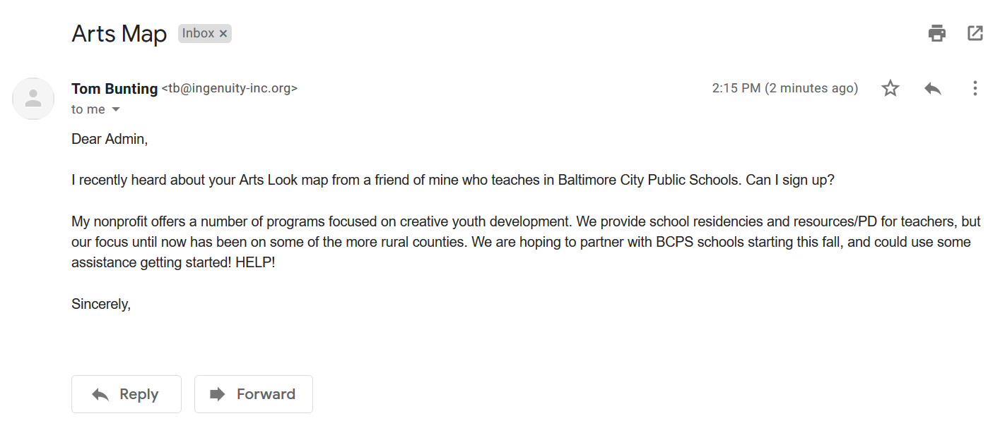 Arts Map Inbox ×
Tom Bunting <tb@ingenuity-inc.org> 2:15 PM (2 minutes ago)
to me
Dear Admin,
I recently heard about your Arts Look map from a friend of mine who teaches in Baltimore City Public Schools. Can I sign up?
My nonprofit offers a number of programs focused on creative youth development. We provide school residencies and resources/PD for teachers, but
our focus until now has been on some of the more rural counties. We are hoping to partner with BCPS schools starting this fall, and could use some
assistance getting started! HELP!
Sincerely,
Reply Forward